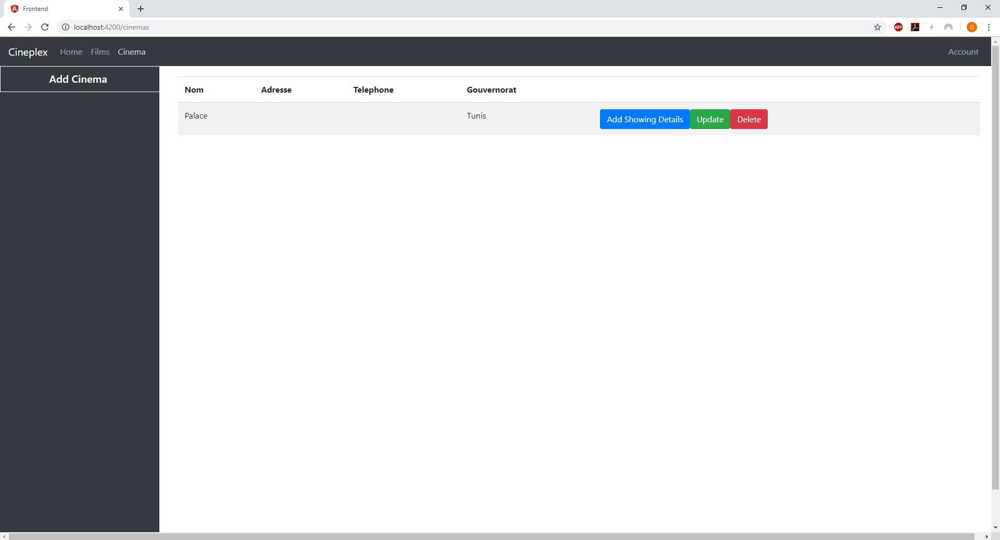 Frontend
localhost:4200/cinemas
ABP
O
Cineplex Home Films Cinema Account
Add Cinema
Nom Adresse Telephone Gouvernorat
Palace Tunis Add Showing Details Update Delete